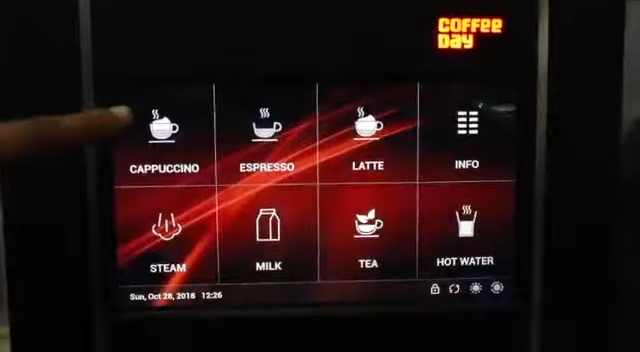 COFFEE
DAY
CAPPUCCINO
ESPRESSO
LATTE
INFO
STEAM
MILK
TEA
HOT WATER
Sun, Oct 28, 2018 12:26